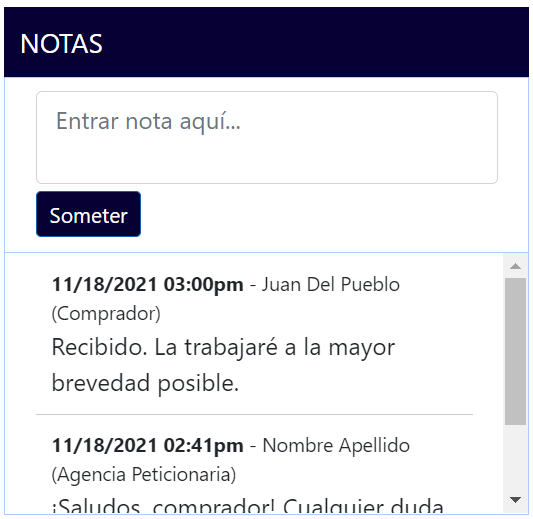 NOTAS
Entrar nota aquí...
Someter
11/18/2021 03:00pm - Juan Del Pueblo
(Comprador)
Recibido. La trabajaré a la mayor
brevedad posible.
11/18/2021 02:41pm - Nombre Apellido
(Agencia Peticionaria)
¡Saludos, comprador! Cualquier duda